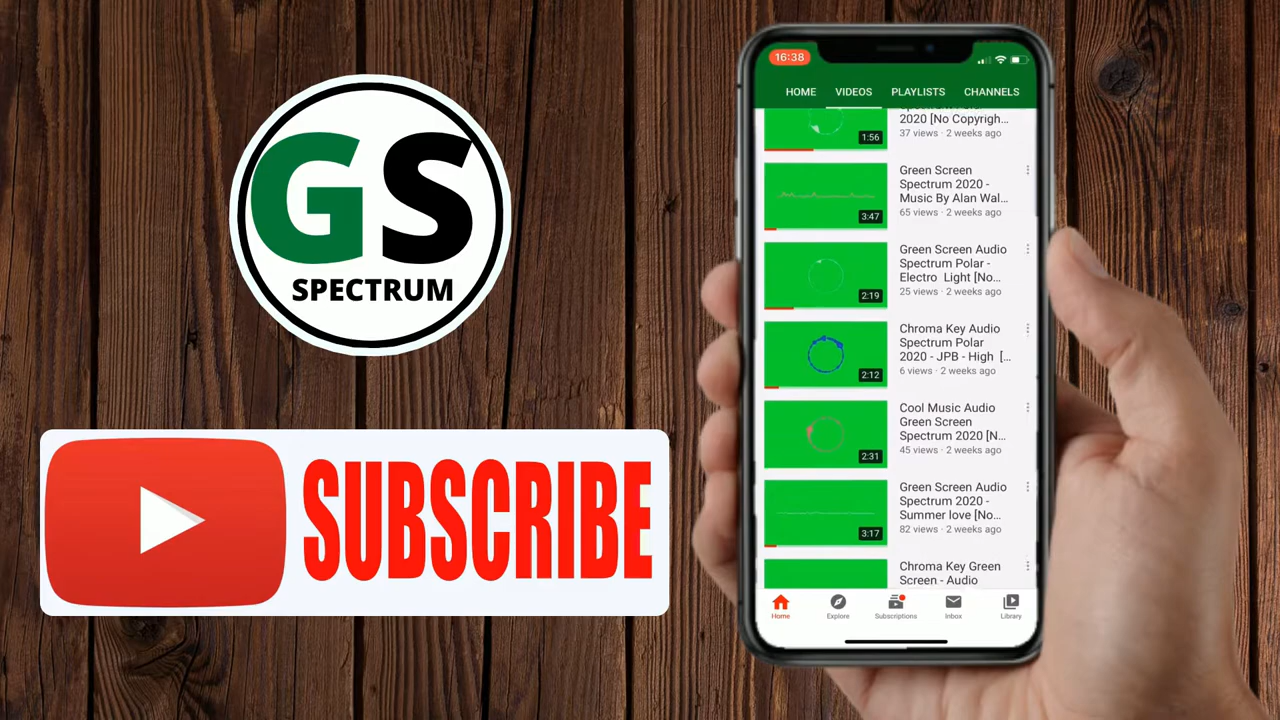 GS
SPECTRUM
SUBSCRIBE
16:38
HOME VIDEOS PLAYLISTS CHANNELS
2020 [No Copyrigh...
37 views · 2 weeks ago
1:56
Green Screen
Spectrum 2020 -
Music By Alan Wal...
65 views · 2 weeks ago
3:47
Green Screen Audio
Spectrum Polar -
Electro Light [No...
25 views · 2 weeks ago
2:19
Chroma Key Audio
Spectrum Polar
2020 - JPB - High [...
6 views · 2 weeks ago
2:12
Cool Music Audio
Green Screen
Spectrum 2020 [N...
45 views · 2 weeks ago
2:31
Green Screen Audio
Spectrum 2020 -
Summer love [No...
82 views · 2 weeks ago
3:17
Chroma Key Green
Screen - Audio
Home Explore Subscriptions Inbox Library